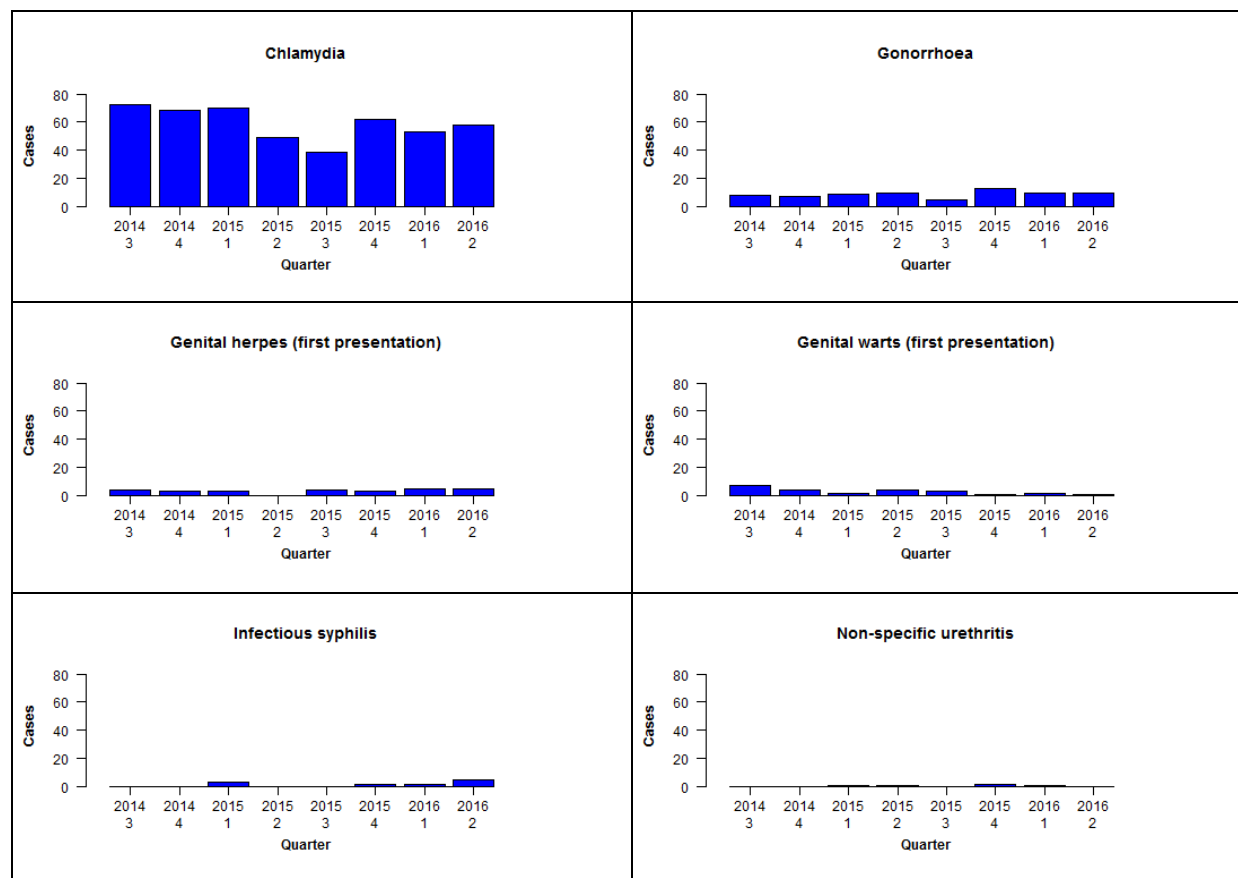 Chlamydia
80
60
40
20
0
Cases
2014 2014 2015 2015 2015 2015 2016 2016
3 4 1 2 3 4 1 2
Quarter
Gonorrhoea
80
60
40
20
0
Cases
2014 2014 2015 2015 2015 2015 2016 2016
3 4 1 2 3 4 1 2
Quarter
Genital herpes (first presentation)
80
60
40
20
0
Cases
2014 2014 2015 2015 2015 2015 2016 2016
3 4 1 2 3 4 1 2
Quarter
Genital warts (first presentation)
80
60
40
20
0
Cases
2014 2014 2015 2015 2015 2015 2016 2016
3 4 1 2 3 4 1 2
Quarter
Infectious syphilis
80
60
40
20
0
Cases
2014 2014 2015 2015 2015 2015 2016 2016
3 4 1 2 3 4 1 2
Quarter
Non-specific urethritis
80
60
40
20
0
Cases
2014 2014 2015 2015 2015 2015 2016 2016
3 4 1 2 3 4 1 2
Quarter